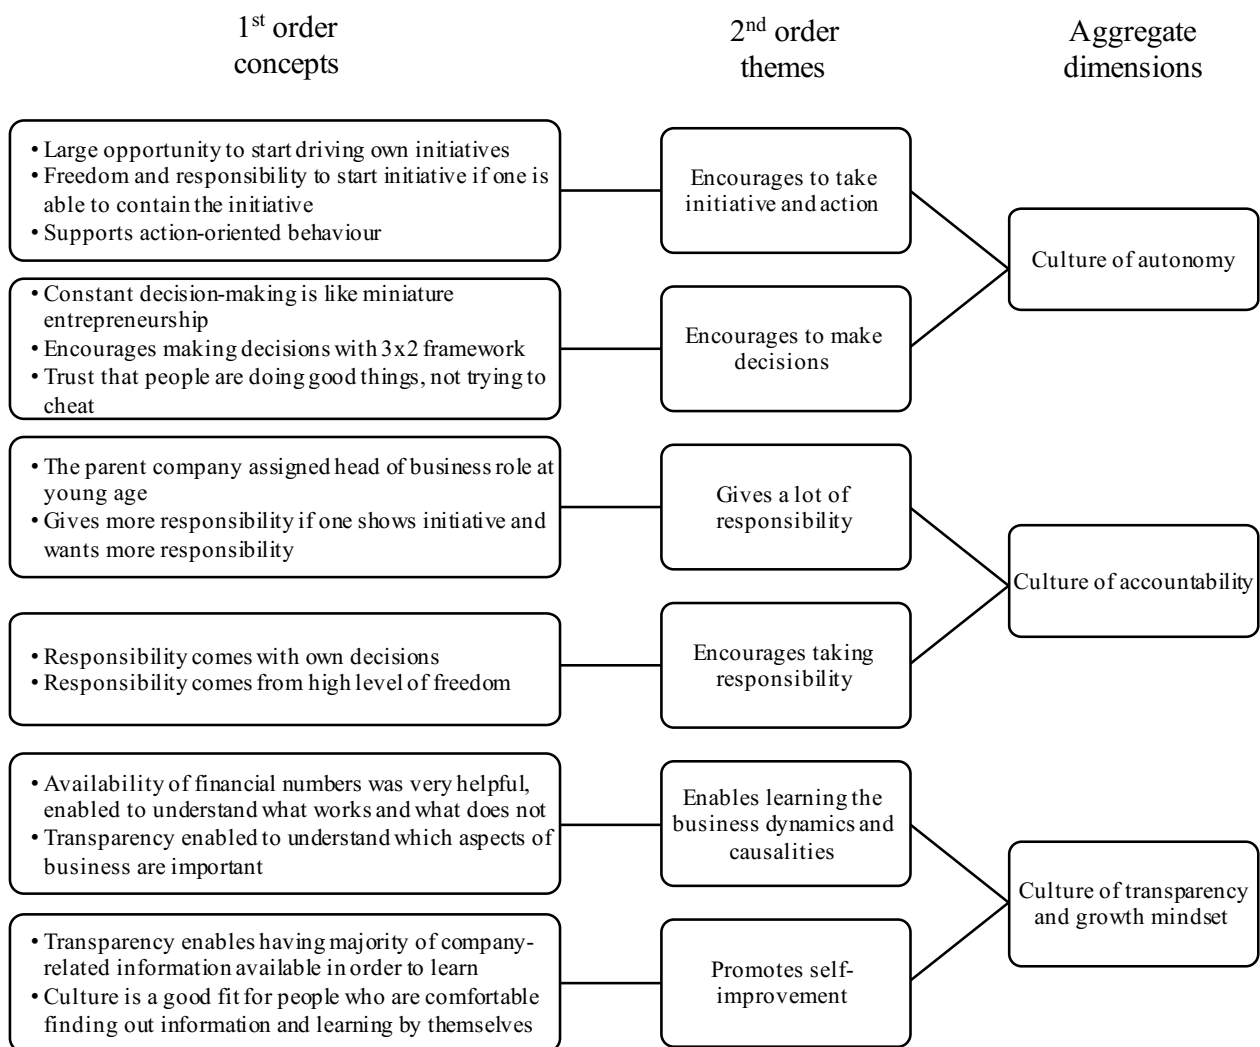 1st order
concepts
2nd order
themes
Aggregate
dimensions
• Large opportunity to start driving own initiatives
• Freedom and responsibility to start initiative if one is
able to contain the initiative
• Supports action-oriented behaviour
Encourages to take
initiative and action
Culture of autonomy
• Constant decision-making is like miniature
entrepreneurship
• Encourages making decisions with 3x2 framework
• Trust that people are doing good things, not trying to
cheat
Encourages to make
decisions
• The parent company assigned head of business role at
young age
• Gives more responsibility if one shows initiative and
wants more responsibility
Gives a lot of
responsibility
Culture of accountability
• Responsibility comes with own decisions
• Responsibility comes from high level of freedom
Encourages taking
responsibility
• Availability of financial numbers was very helpful,
enabled to understand what works and what does not
• Transparency enabled to understand which aspects of
business are important
Enables learning the
business dynamics and
causalities
Culture of transparency
and growth mindset
• Transparency enables having majority of company-
related information available in order to learn
• Culture is a good fit for people who are comfortable
finding out information and learning by themselves
Promotes self-
improvement